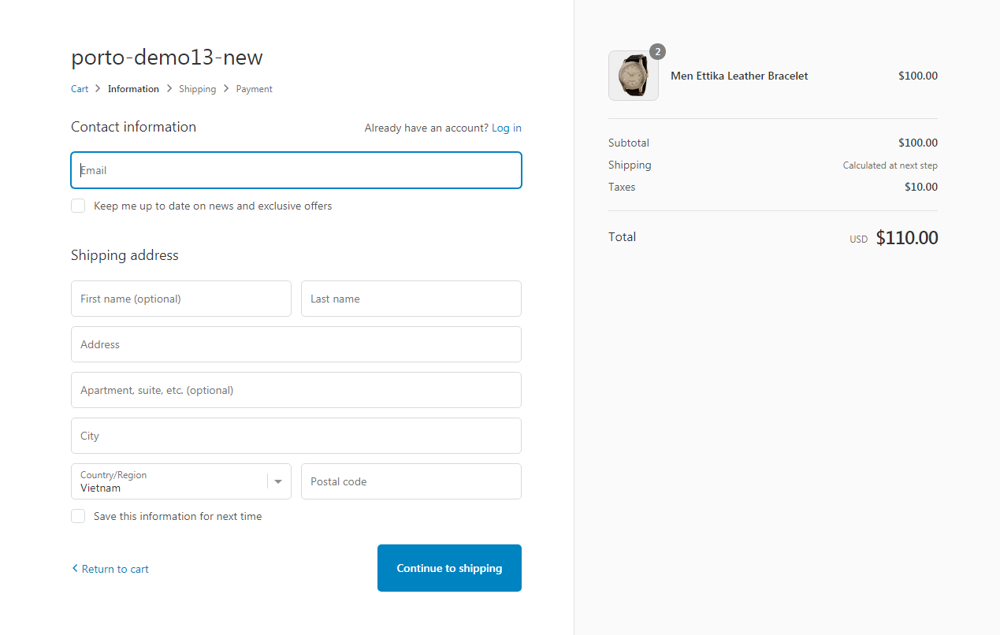 porto-demo13-new
Cart > Information > Shipping > Payment
Contact information
Already have an account? Log in
Email
Keep me up to date on news and exclusive offers
Shipping address
First name (optional)
Last name
Address
Apartment, suite, etc. (optional)
City
Country/Region
Vietnam
Postal code
Save this information for next time
Return to cart
Continue to shipping
2
Men Ettika Leather Bracelet
$100.00
Subtotal
$100.00
Shipping
Calculated at next step
Taxes
$10.00
Total
USD $110.00